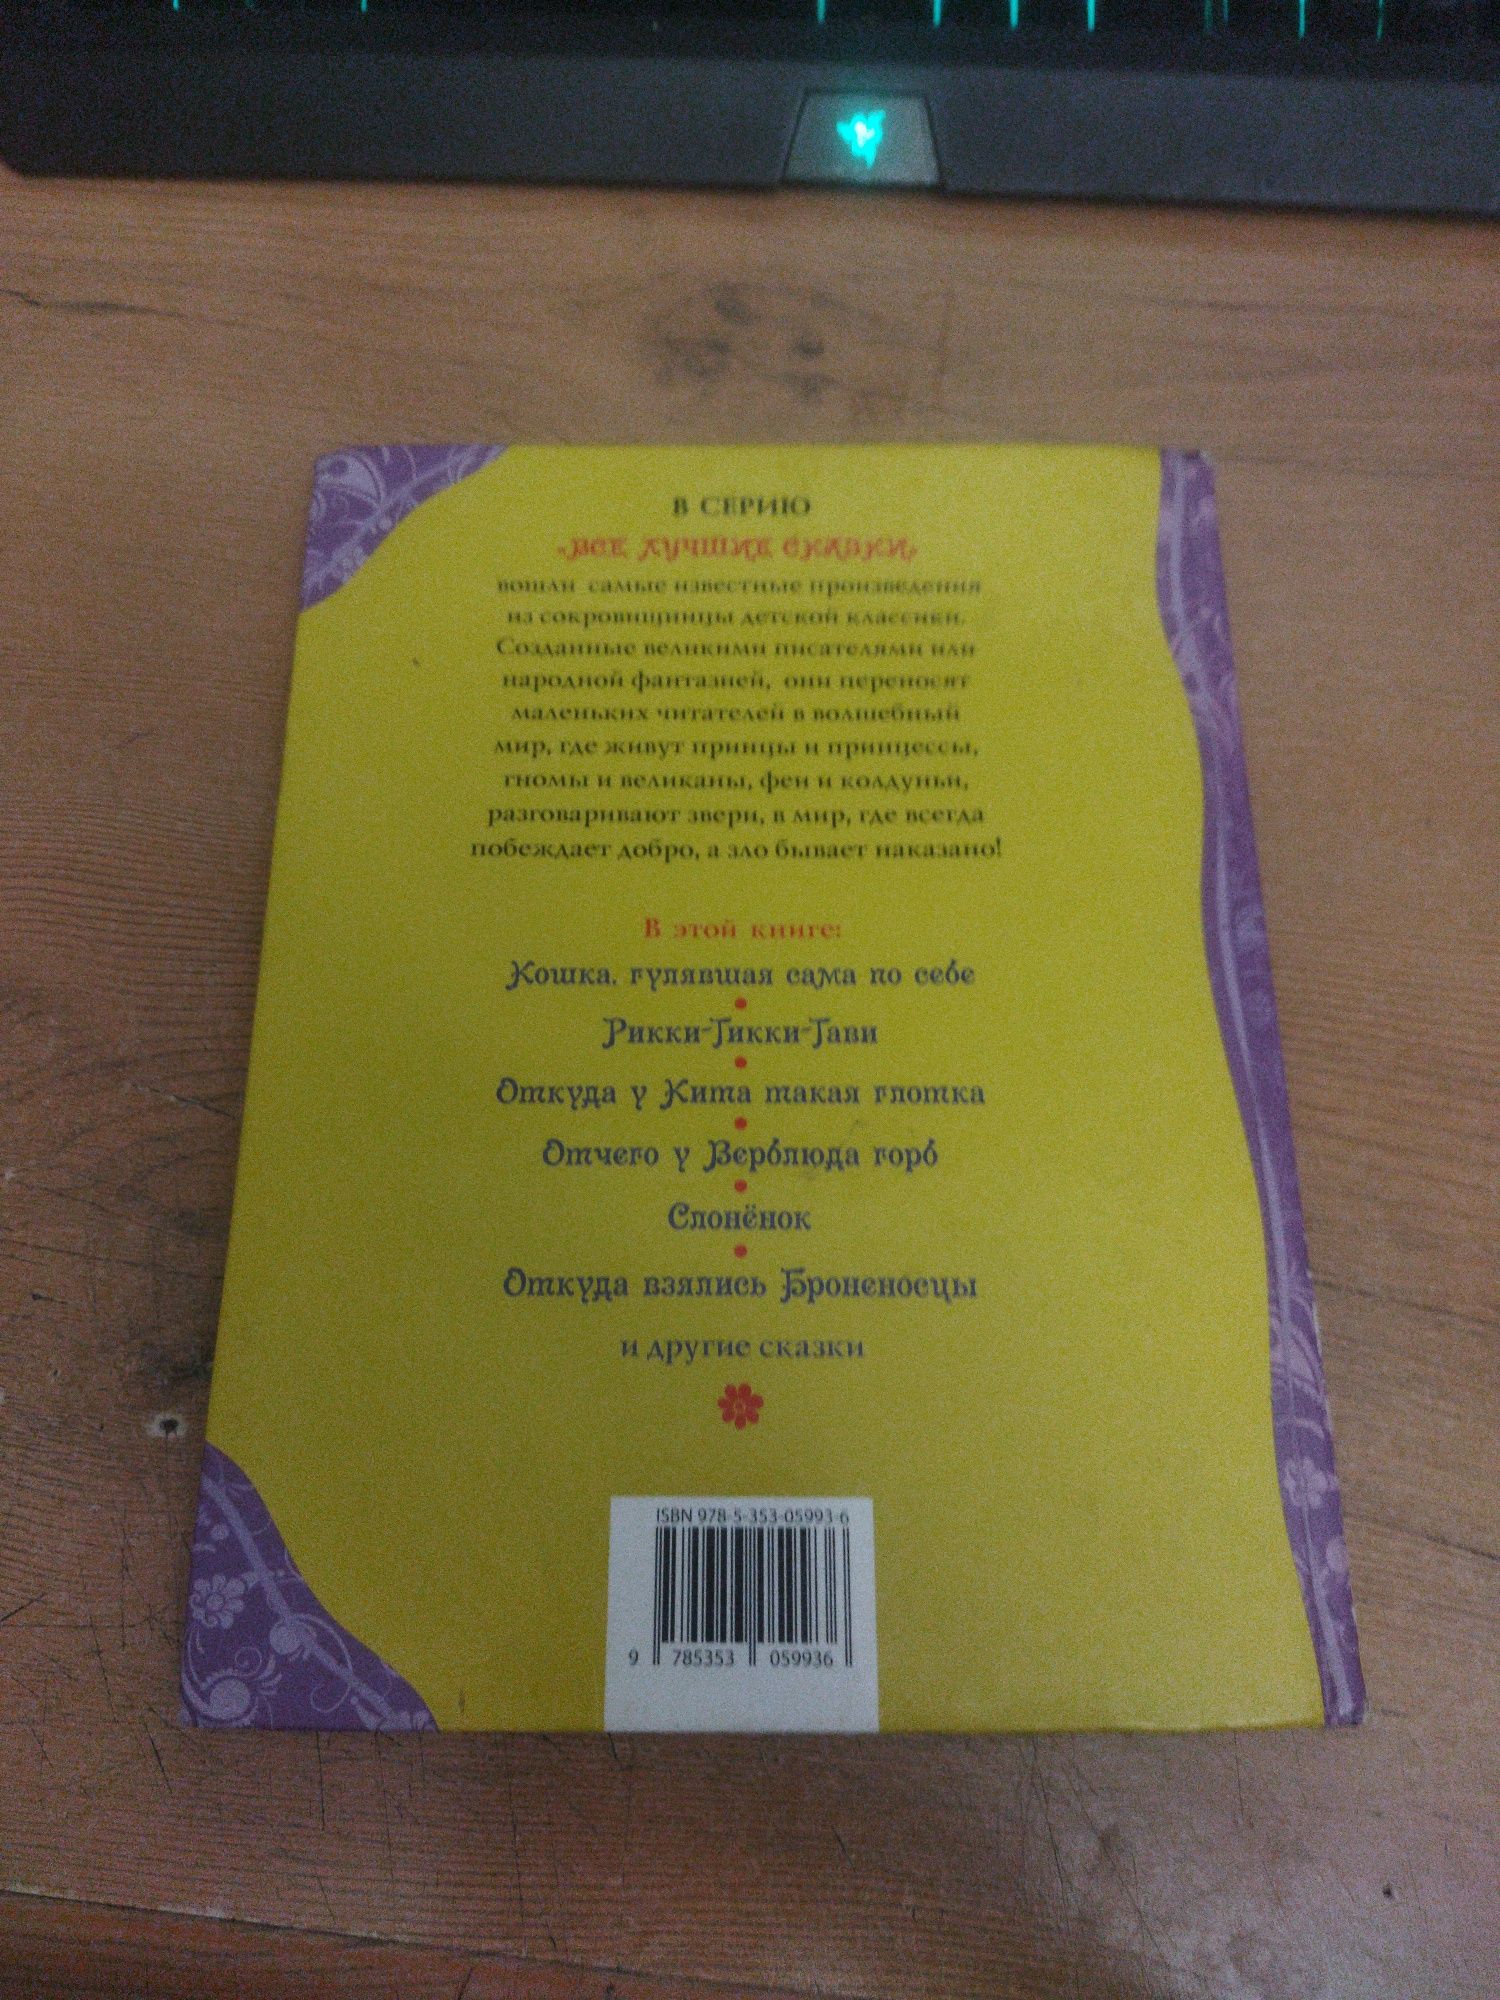 В СЕРИЮ
«ВСЕ ЛУЧШИЕ СКАЗКИ»
вошли самые известные произведения
из сокровищницы детской классики.
Созданные великими писателями или
народной фантазией, они переносят
маленьких читателей в волшебный
мир, где живут принцы и принцессы,
гномы и великаны, феи и колдуньи,
разговаривают звери, в мир, где всегда
побеждает добро, а зло бывает наказано!
В этой книге:
Кошка, гулявшая сама по себе
•
Рикки-Тикки-Тави
•
Откуда у Кита такая глотка
•
Отчего у Верблюда горб
•
Слонёнок
•
Откуда взялись Броненосцы
и другие сказки
ISBN 978-5-353-05993-6
9 785353 059936